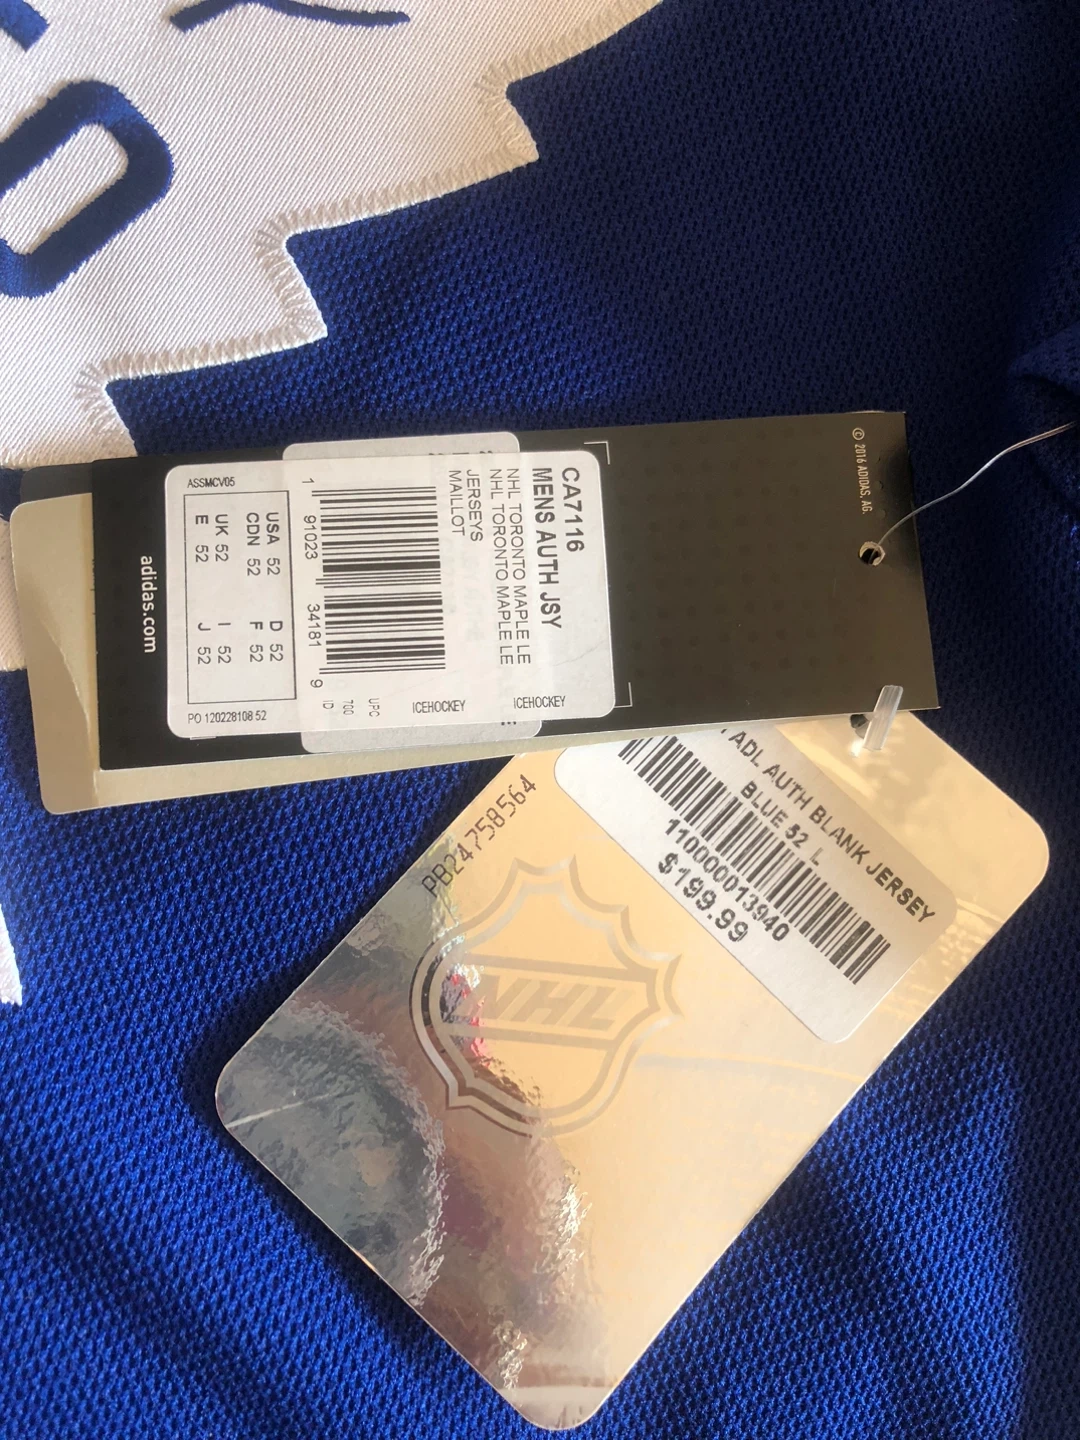 © 2016 ADIDAS, AG.
CA7116
MENS AUTH JSY
NHL TORONTO MAPLE LE
NHL TORONTO MAPLE LE
JERSEYS
MAILLOT
ICEHOCKEY
ICEHOCKEY
UPC
700
ID
1 91023 34181 9
USA 52 D 52
CDN 52 F 52
UK 52 I 52
E 52 J 52
ASSMCV05
PO 120228108 52
adidas.com
ADL AUTH BLANK JERSEY
BLUE 52 L
110000013940
$199.99
PB24758564
NHL